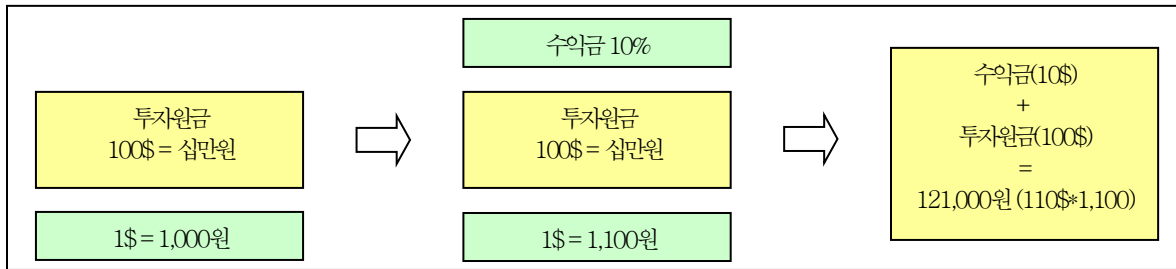 투자원금
100$ = 십만원
1$ = 1,000원
수익금 10%
투자원금
100$ = 십만원
1$ = 1,100원
수익금(10$)
+
투자원금(100$)
=
121,000원 (110$*1,100)